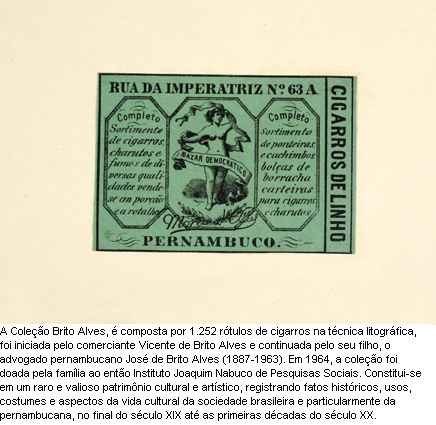 RUA DA IMPERATRIZ Nº 63 A
Completo
Sortimento
de cigarros,
charutos e
fumos de di-
versas quali-
dades vende-
se em porção
e a retalho
BAZAR DEMOCRATICO
Completo
sortimento
de ponteiras,
cachimbos
bolças de
borracha
carteiras
para cigarros
e charutos.
PERNAMBUCO.
CIGARROS DE LINHO
A Coleção Brito Alves, é composta por 1.252 rótulos de cigarros na técnica litográfica,
foi iniciada pelo comerciante Vicente de Brito Alves e continuada pelo seu filho, o
advogado pernambucano José de Brito Alves (1887-1963). Em 1964, a coleção foi
doada pela família ao então Instituto Joaquim Nabuco de Pesquisas Sociais. Constitui-se
em um raro e valioso patrimônio cultural e artístico, registrando fatos históricos, usos,
costumes e aspectos da vida cultural da sociedade brasileira e particularmente da
pernambucana, no final do século XIX até as primeiras décadas do século XX.